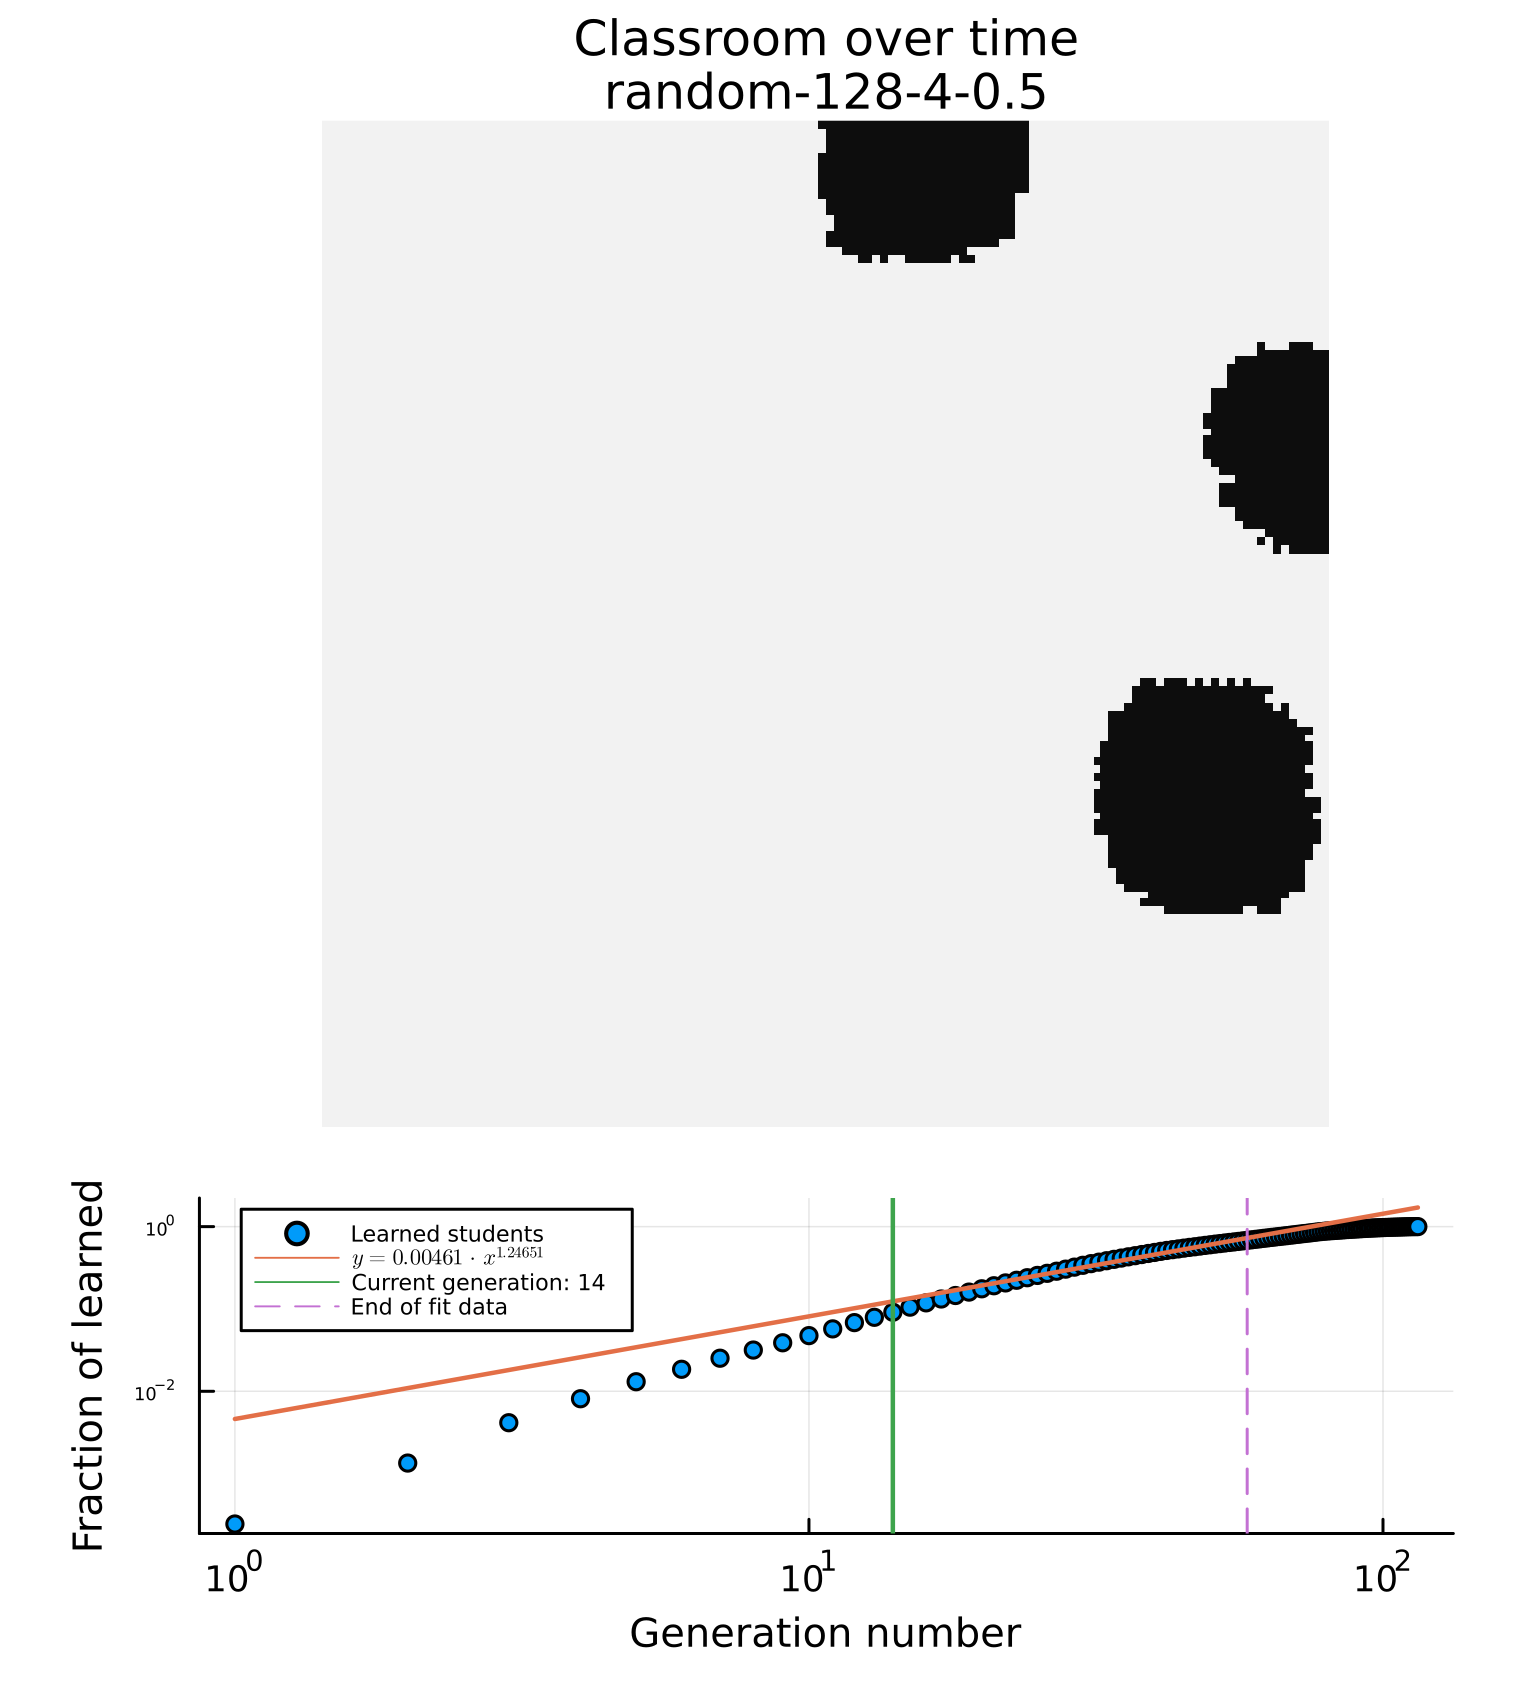 Classroom over time
random-128-4-0.5
Fraction of learned
10^0
10^−2
Learned students
y = 0.00461 · x^1.24651
Current generation: 14
End of fit data
10^0 10^1 10^2
Generation number